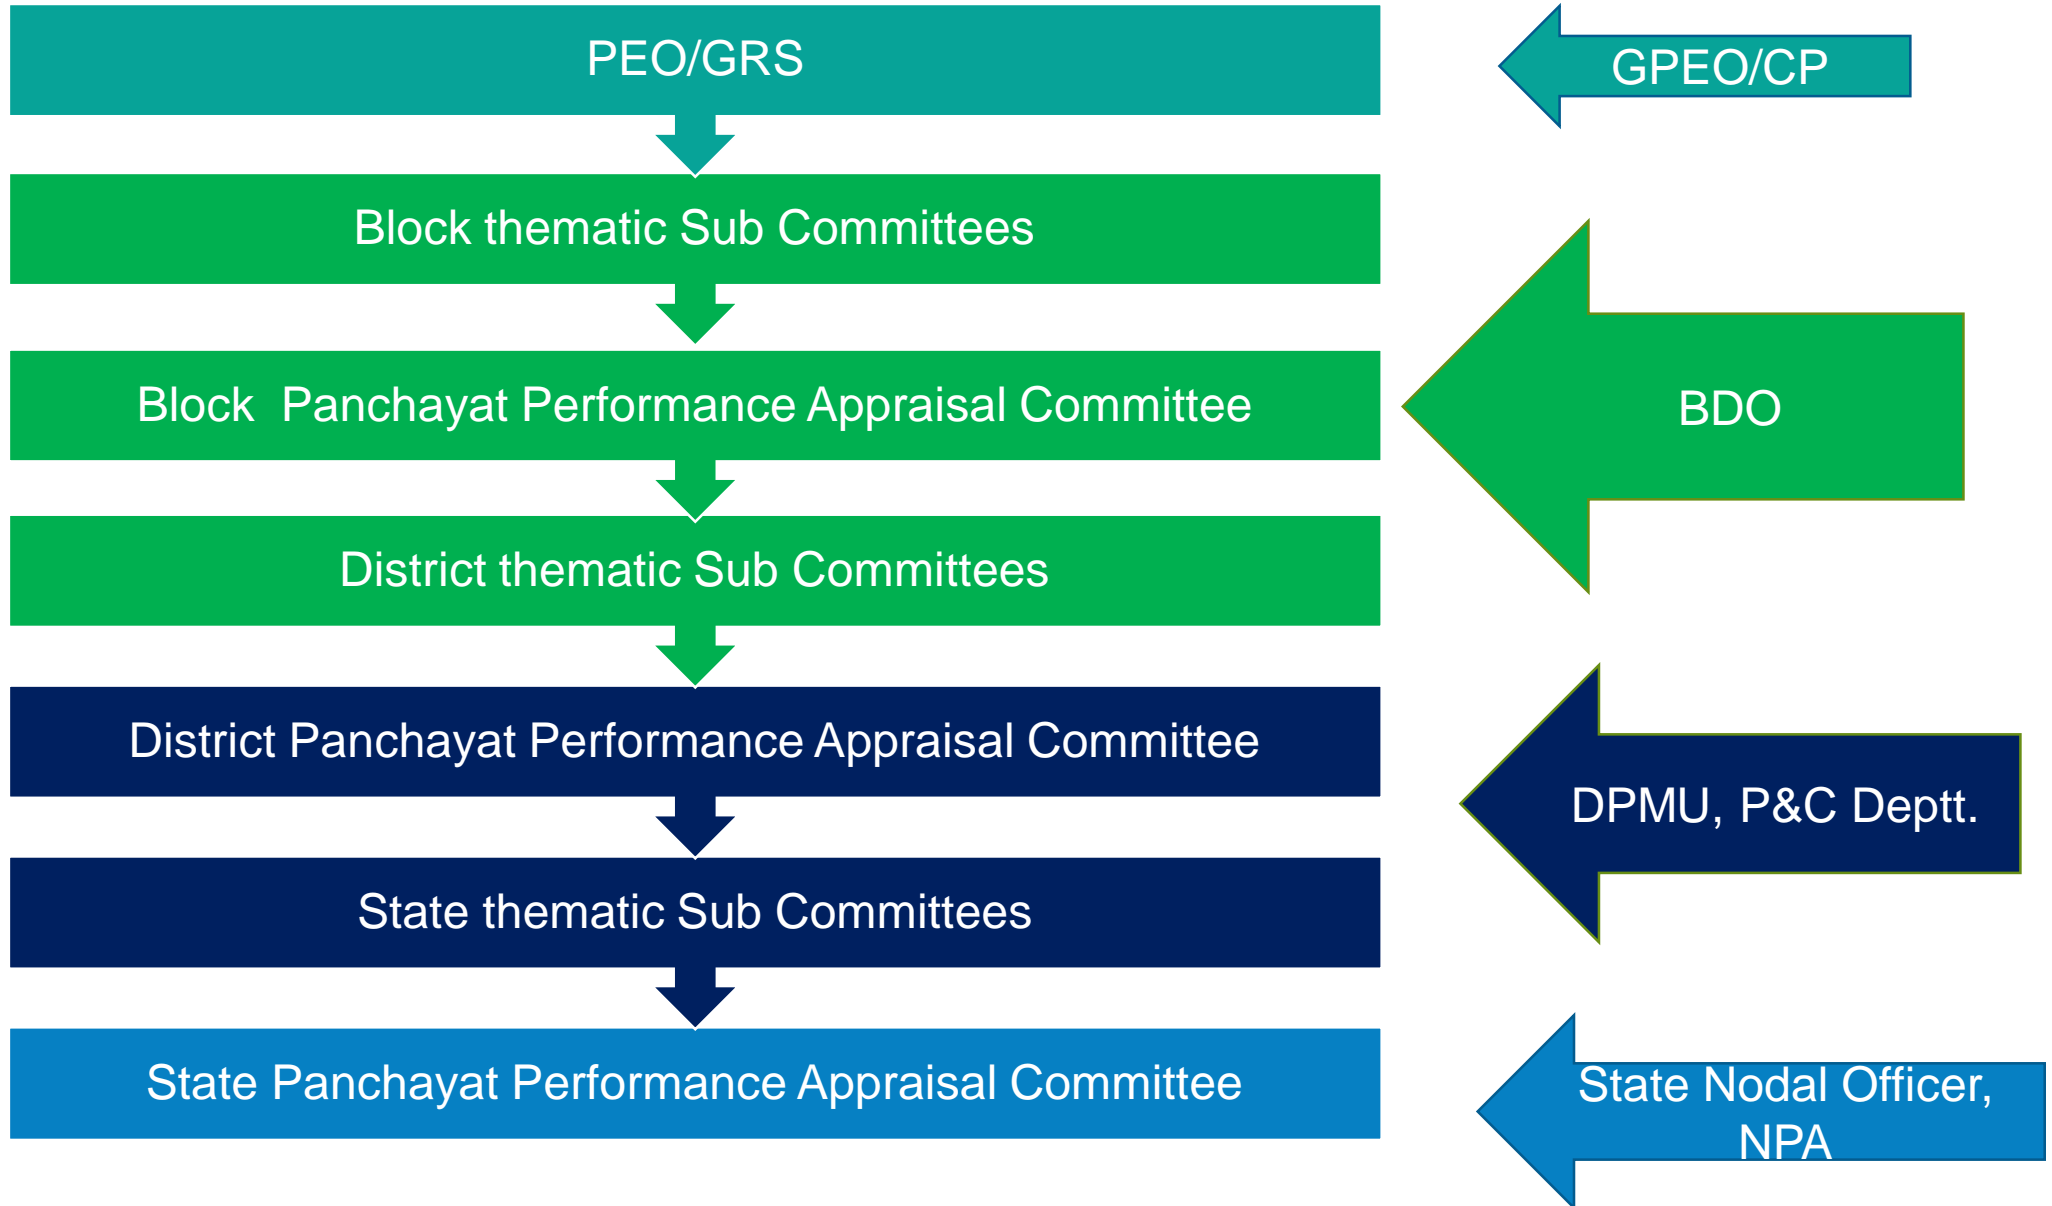 PEO/GRS
GPEO/CP
Block thematic Sub Committees
Block  Panchayat Performance Appraisal Committee
BDO
District thematic Sub Committees
District Panchayat Performance Appraisal Committee
DPMU, P&C Deptt.
State thematic Sub Committees
State Panchayat Performance Appraisal Committee
State Nodal Officer,
NPA